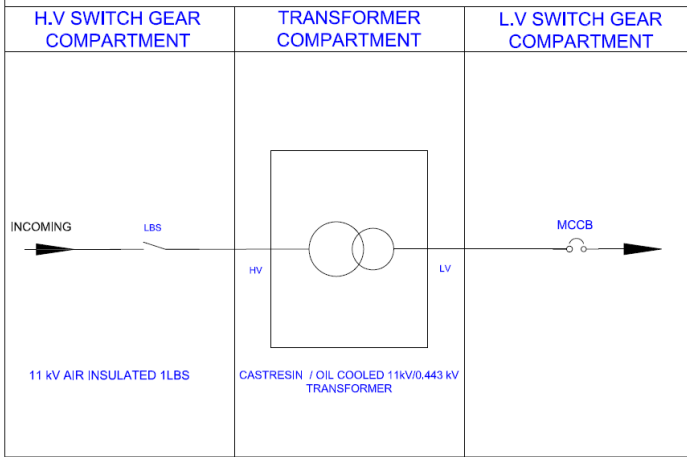 H.V SWITCH GEAR
COMPARTMENT
TRANSFORMER
COMPARTMENT
L.V SWITCH GEAR
COMPARTMENT
INCOMING
LBS
HV
LV
MCCB
11 kV AIR INSULATED 1LBS
CASTRESIN / OIL COOLED 11kV/0.443 kV
TRANSFORMER